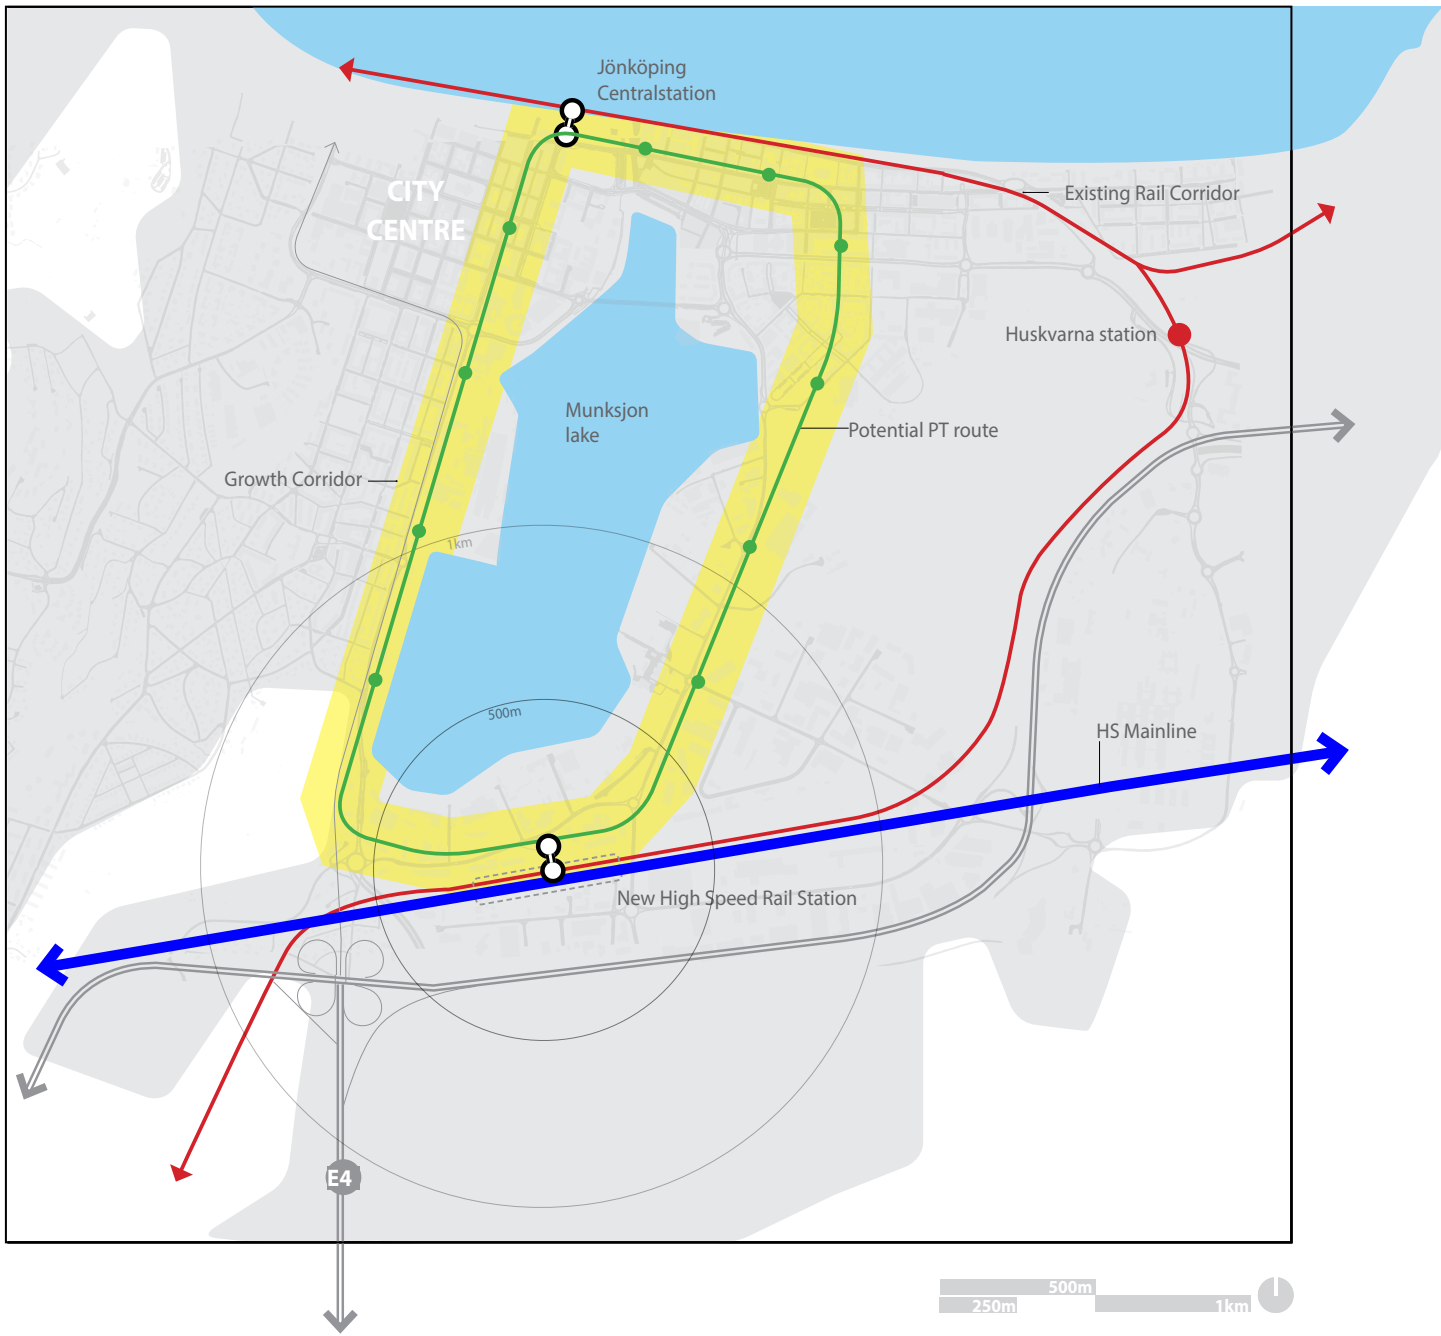 Jönköping
Centralstation
CITY
CENTRE
Existing Rail Corridor
Huskvarna station
Munksjon
lake
Potential PT route
Growth Corridor
1km
500m
HS Mainline
New High Speed Rail Station
E4
500m
250m
1km